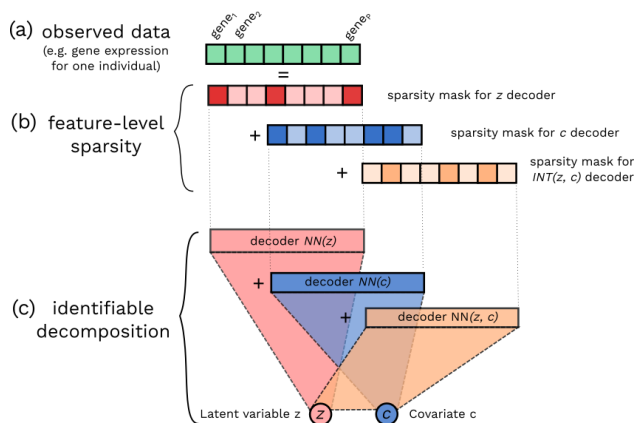 (a) observed data
(e.g. gene expression
for one individual)
gene₁
gene₂
geneₚ
=
sparsity mask for z decoder
(b) feature-level
sparsity
+
sparsity mask for c decoder
+
sparsity mask for
INT(z, c) decoder
decoder NN(z)
+
decoder NN(c)
(c) identifiable
decomposition
+
decoder NN(z, c)
Latent variable z
z
c
Covariate c